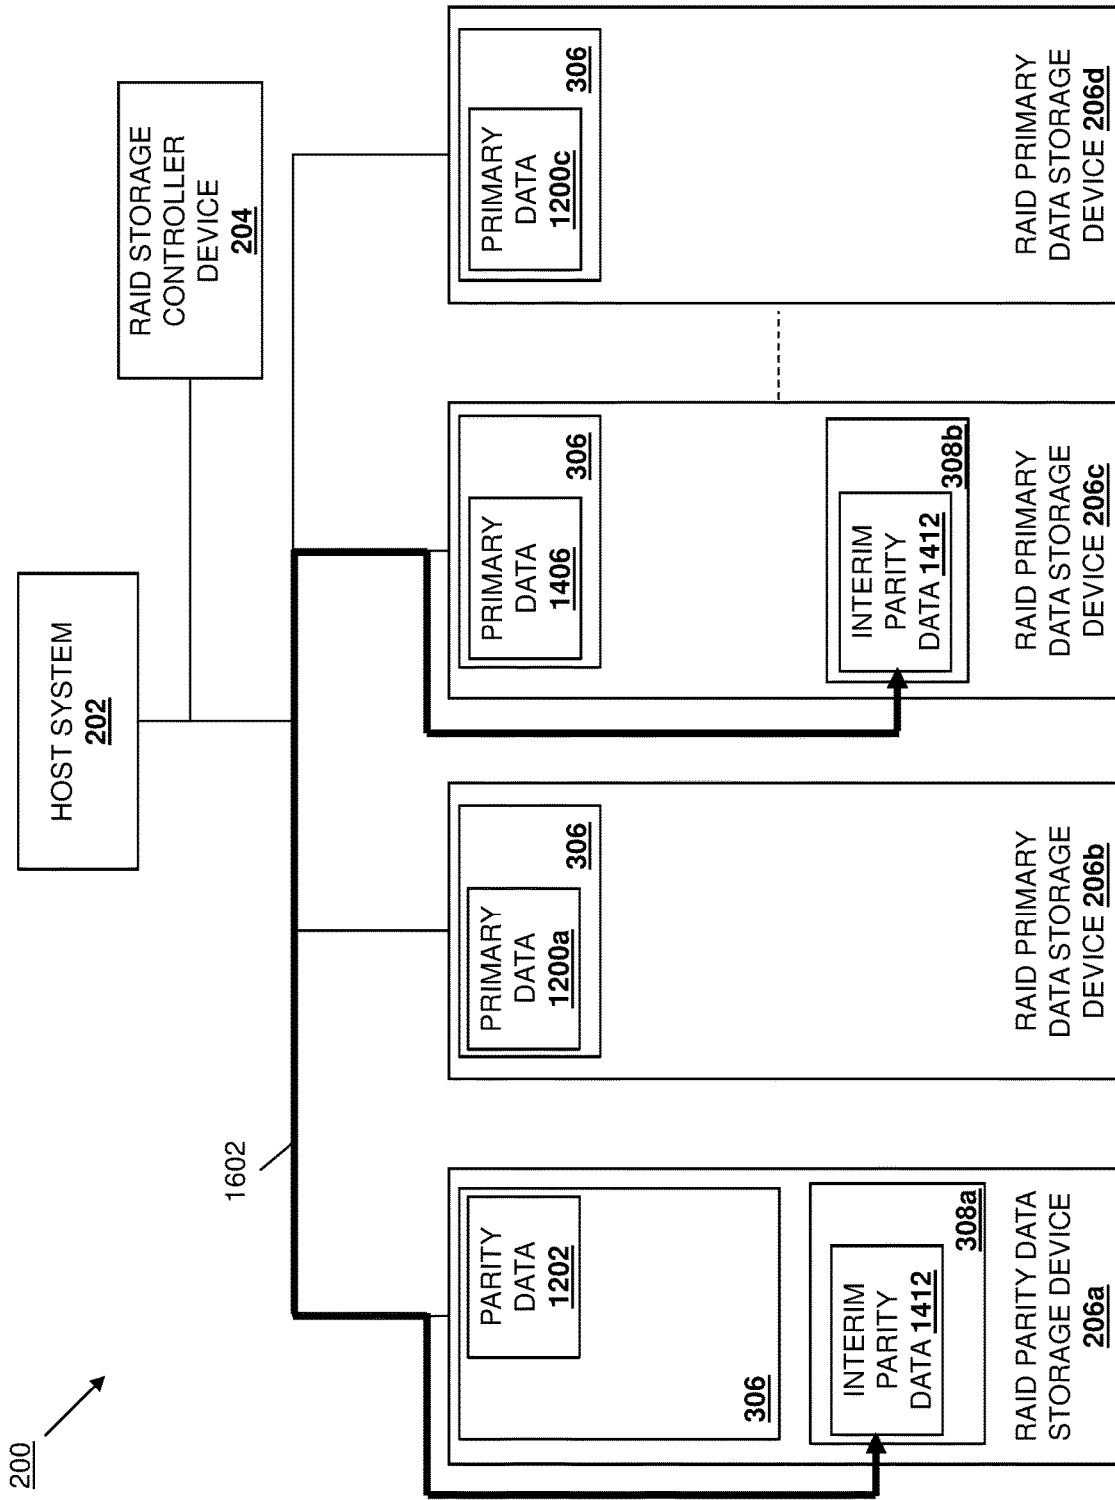 200
HOST SYSTEM
202
RAID STORAGE
CONTROLLER
DEVICE
204
1602
PARITY
DATA
1202
306
INTERIM
PARITY
DATA 1412
308a
RAID PARITY DATA
STORAGE DEVICE
206a
PRIMARY
DATA
1200a
306
RAID PRIMARY
DATA STORAGE
DEVICE 206b
PRIMARY
DATA
1406
306
INTERIM
PARITY
DATA 1412
308b
RAID PRIMARY
DATA STORAGE
DEVICE 206c
PRIMARY
DATA
1200c
306
RAID PRIMARY
DATA STORAGE
DEVICE 206d